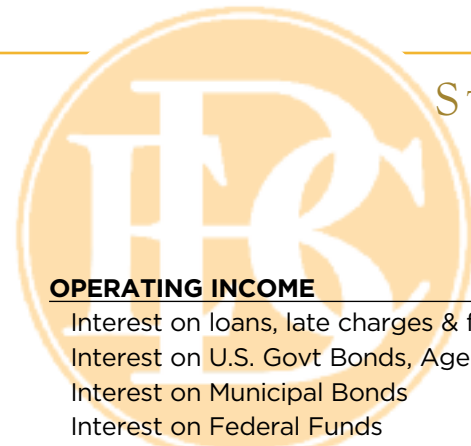 OPERATING INCOME
Interest on loans, late charges &
Interest on U.S. Govt Bonds,
Interest on Municipal Bonds
Interest on Federal Funds